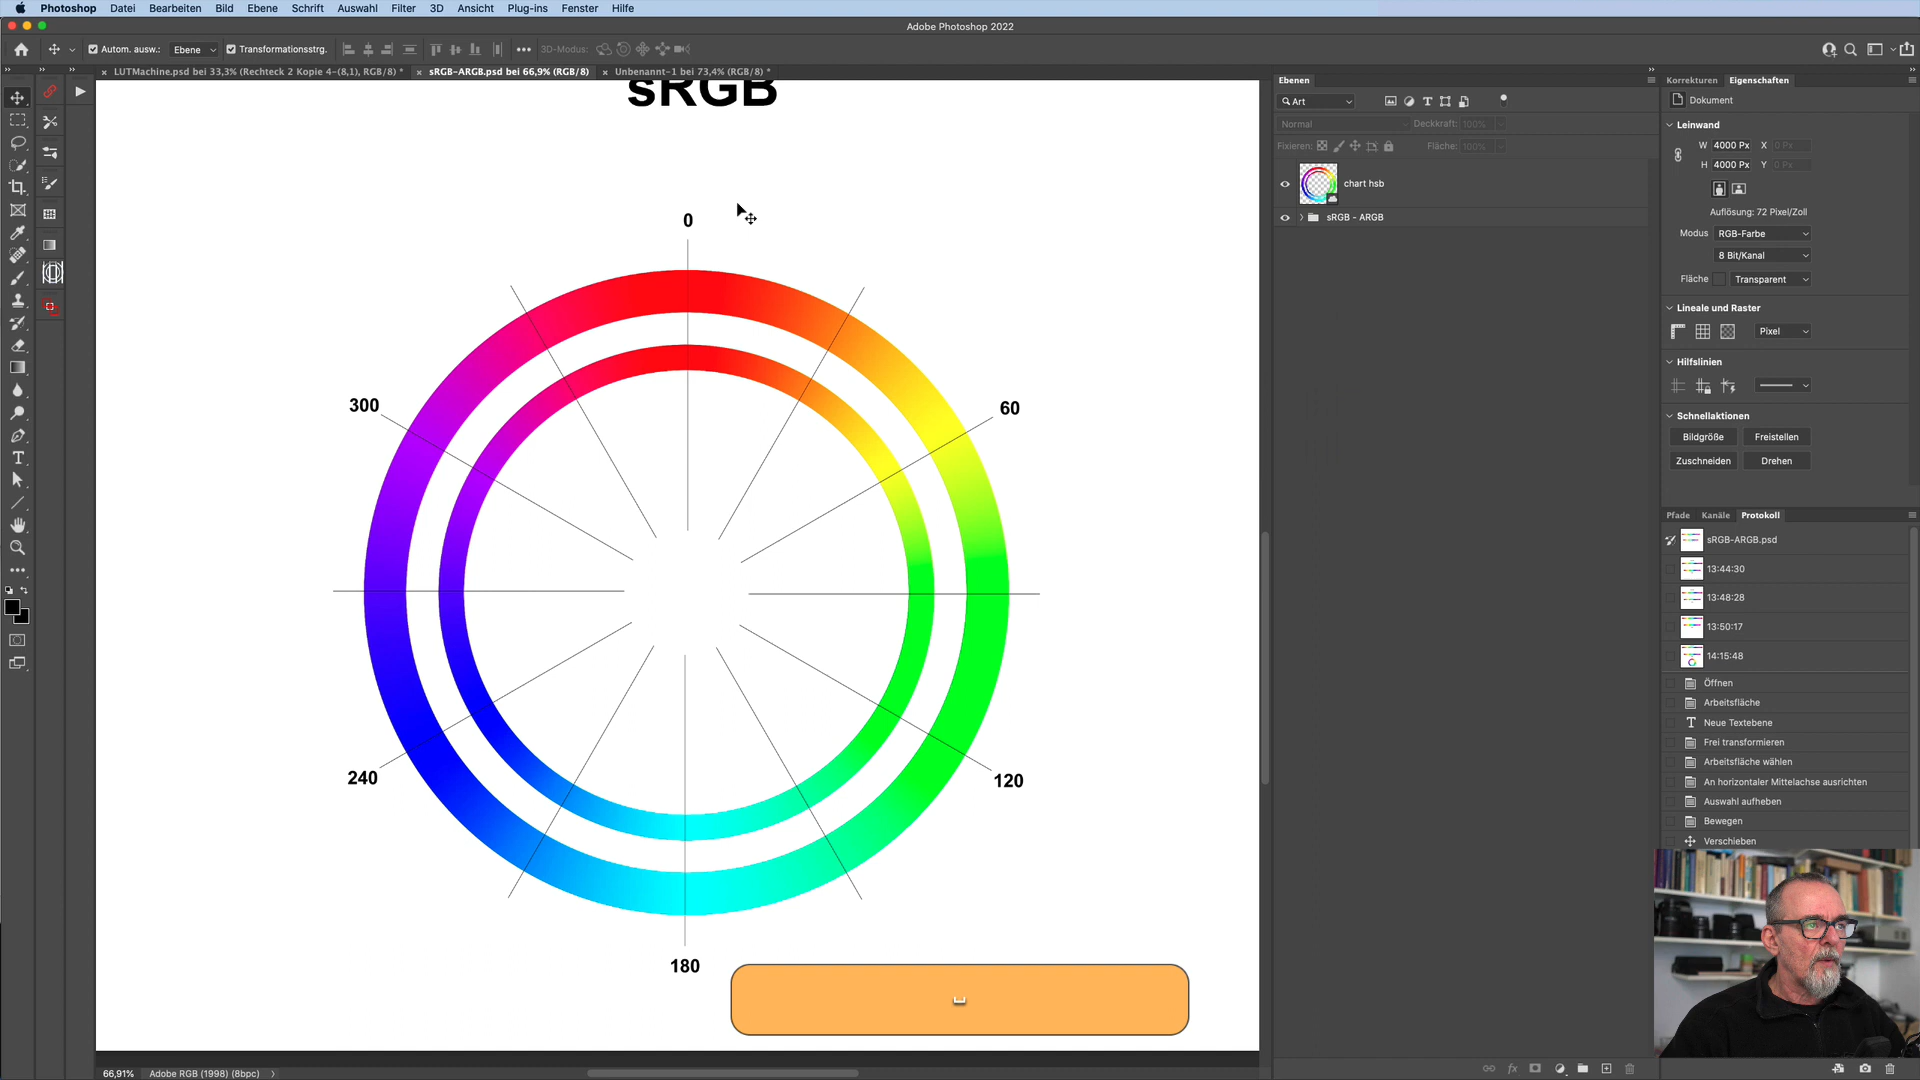 Photoshop Datei Bearbeiten Bild Ebene Schrift Auswahl Filter 3D Ansicht Plug-ins Fenster Hilfe
Adobe Photoshop 2022
Autom. ausw.: Ebene Transformationsstrg. 3D-Modus:
LUTMachine.psd bei 33,3% (Rechteck 2 Kopie 4-(8,1), RGB/8) * sRGB-ARGB.psd bei 66,9% (RGB/8) Unbenannt-1 bei 73,4% (RGB/8) *
sRGB
0
60
120
180
240
300
66,91% Adobe RGB (1998) (8bpc)
Ebenen
Art
Normal Deckkraft: 100%
Fixieren: Fläche: 100%
chart hsb
sRGB - ARGB
Korrekturen Eigenschaften
Dokument
Leinwand
W 4000 Px X 0 Px
H 4000 Px Y 0 Px
Auflösung: 72 Pixel/Zoll
Modus RGB-Farbe
8 Bit/Kanal
Fläche Transparent
Lineale und Raster
Pixel
Hilfslinien
Schnellaktionen
Bildgröße Freistellen
Zuschneiden Drehen
Pfade Kanäle Protokoll
sRGB-ARGB.psd
13:44:30
13:48:28
13:50:17
14:15:48
Öffnen
Arbeitsfläche
Neue Textebene
Frei transformieren
Arbeitsfläche wählen
An horizontaler Mittelachse ausrichten
Auswahl aufheben
Bewegen
Verschieben
fx